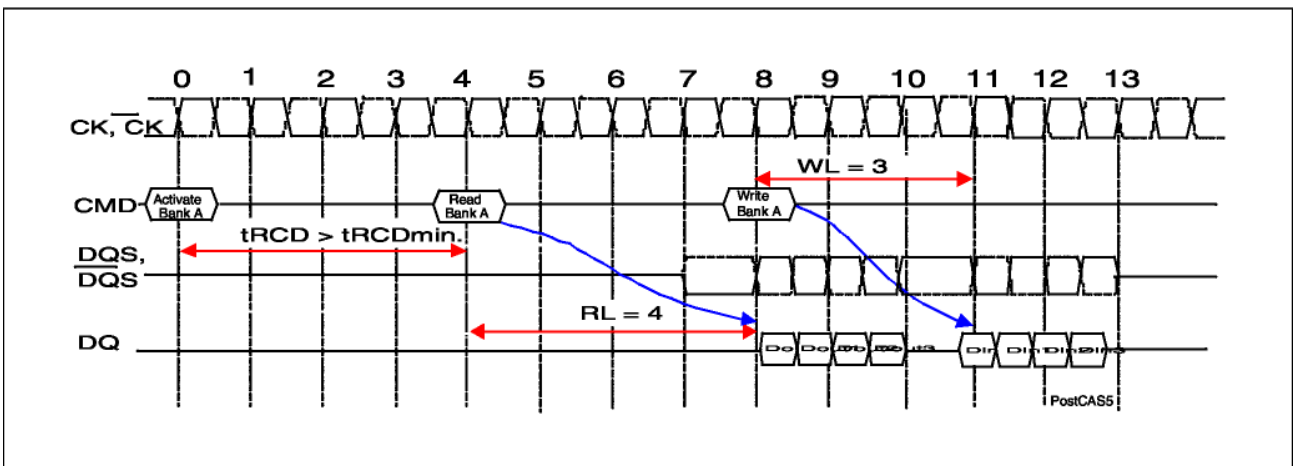 0 1 2 3 4 5 6 7 8 9 10 11 12 13
CK, CK
WL = 3
CMD
Activate
Bank A
Read
Bank A
Write
Bank A
tRCD > tRCDmin.
DQS,
DQS
RL = 4
DQ
PostCAS5